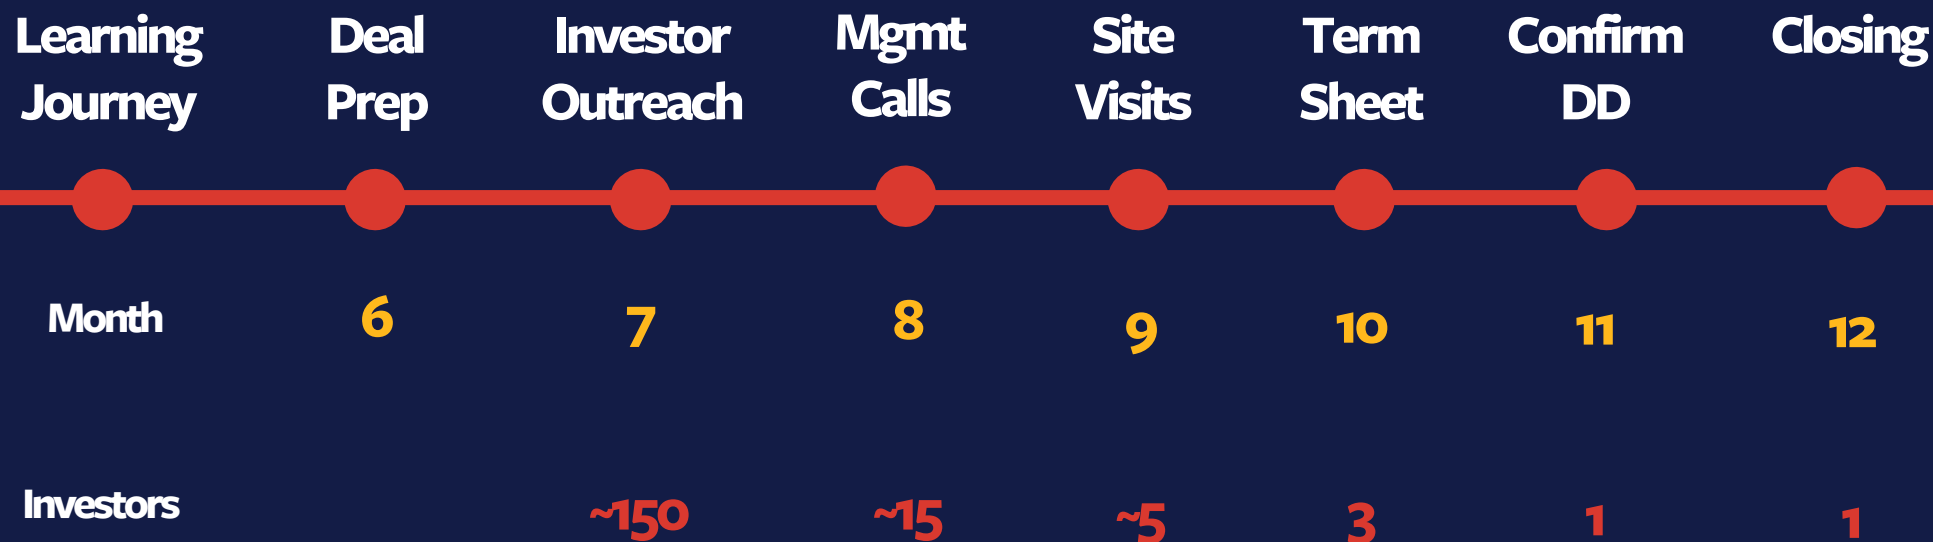 Learning Journey
Deal Prep
Investor Outreach
Mgmt Calls
Site Visits
Term Sheet
Confirm DD
Closing
Month 6 7 8 9 10 11 12
Investors ~150 ~15 ~5 3 1 1